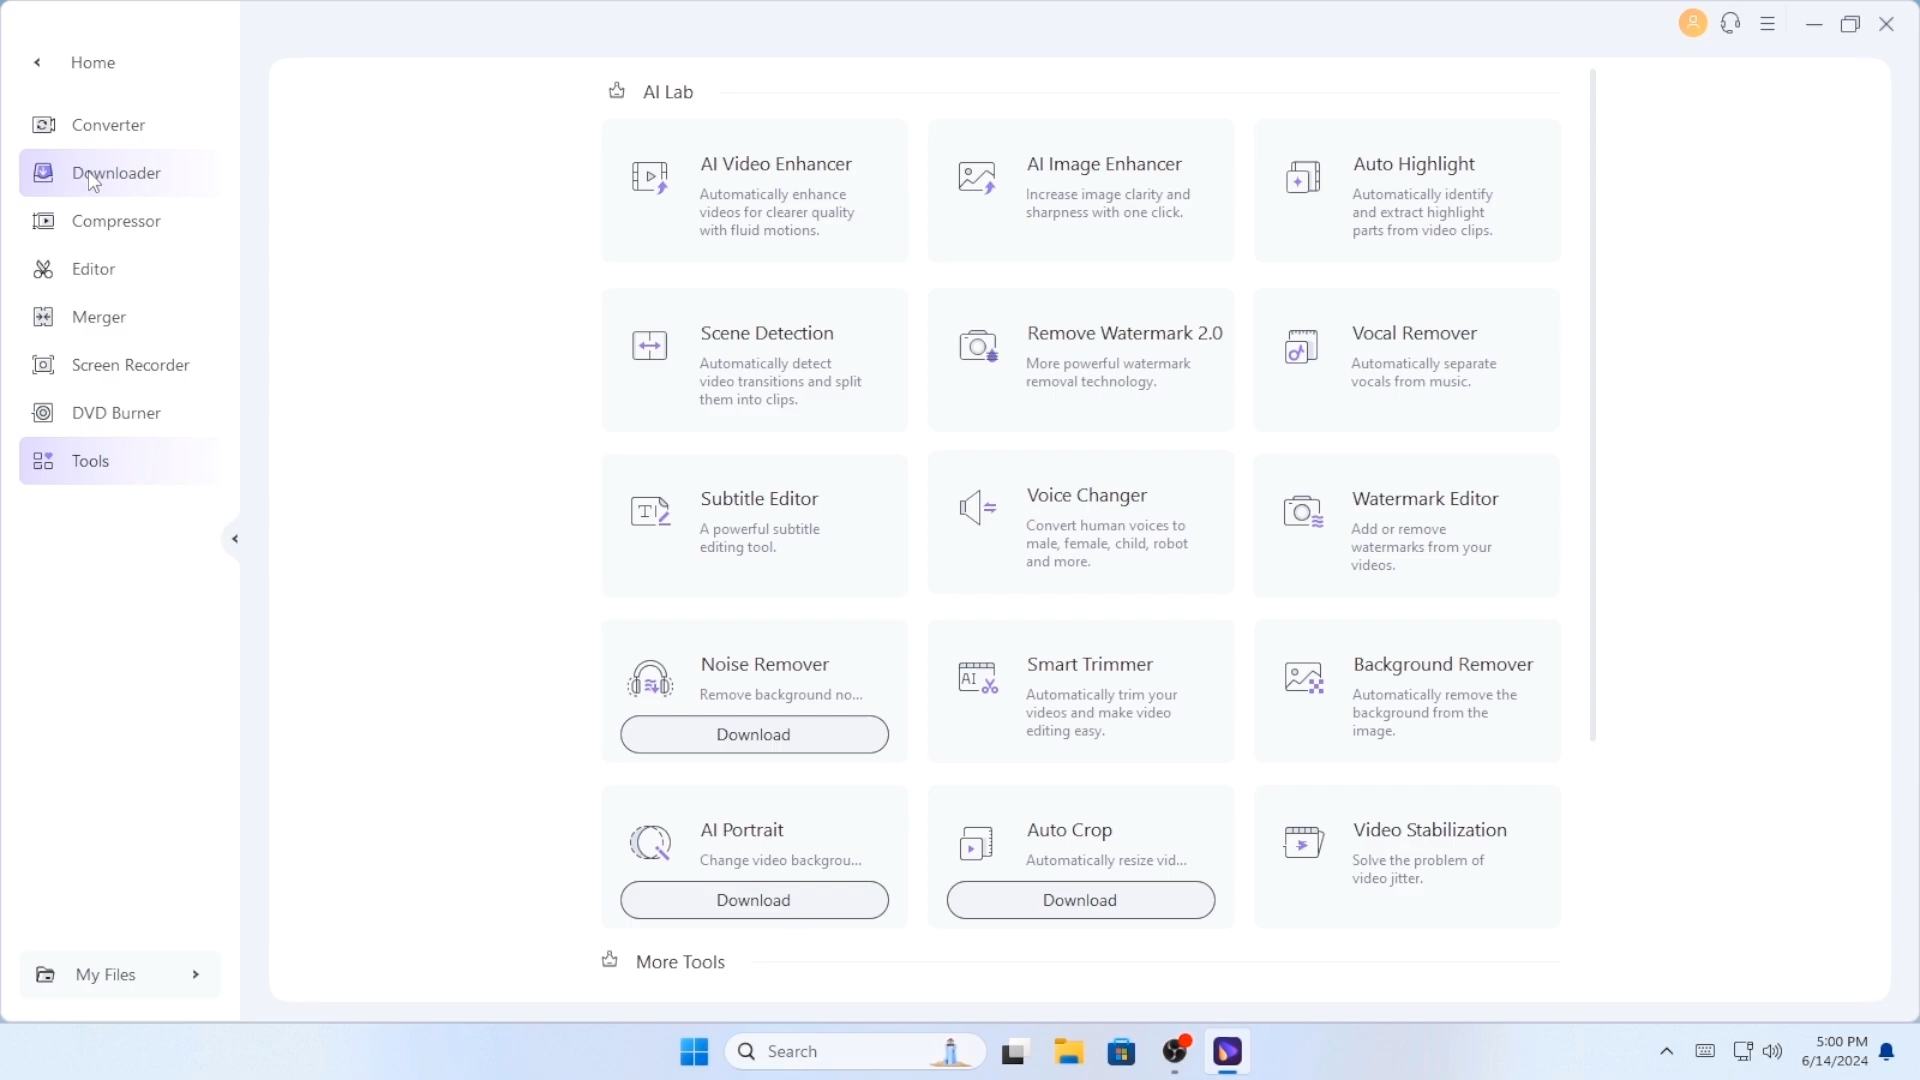 Home
Converter
Downloader
Compressor
Editor
Merger
Screen Recorder
DVD Burner
Tools
My Files
AI Lab
AI Video Enhancer
Automatically enhance
videos for clearer quality
with fluid motions.
AI Image Enhancer
Increase image clarity and
sharpness with one click.
Auto Highlight
Automatically identify
and extract highlight
parts from video clips.
Scene Detection
Automatically detect
video transitions and split
them into clips.
Remove Watermark 2.0
More powerful watermark
removal technology.
Vocal Remover
Automatically separate
vocals from music.
Subtitle Editor
A powerful subtitle
editing tool.
Voice Changer
Convert human voices to
male, female, child, robot
and more.
Watermark Editor
Add or remove
watermarks from your
videos.
Noise Remover
Remove background no...
Download
Smart Trimmer
Automatically trim your
videos and make video
editing easy.
Background Remover
Automatically remove the
background from the
image.
AI Portrait
Change video backgrou...
Download
Auto Crop
Automatically resize vid...
Download
Video Stabilization
Solve the problem of
video jitter.
More Tools
Search
5:00 PM
6/14/2024